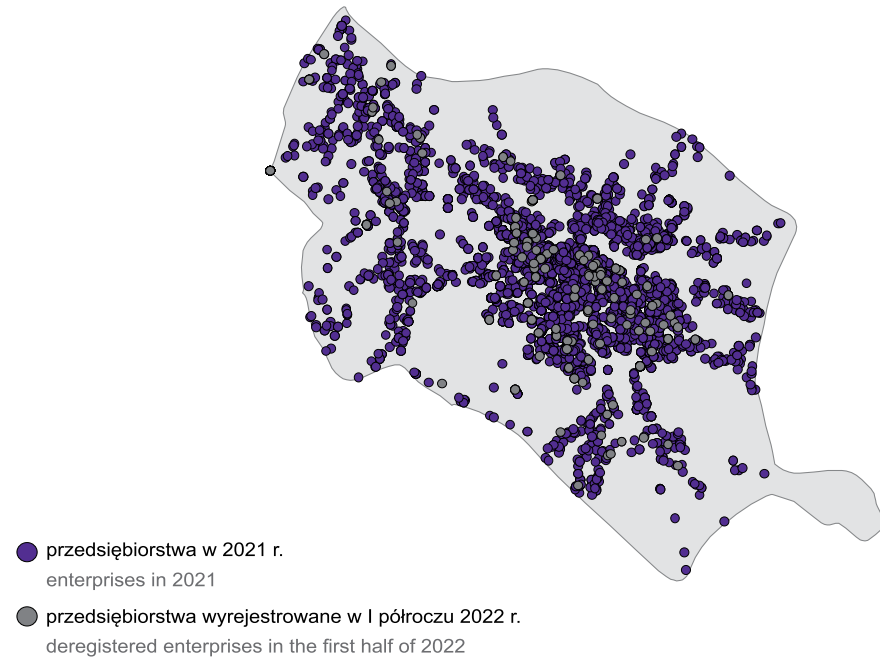 przedsiębiorstwa w 2021 r.
enterprises in 2021
przedsiębiorstwa wyrejestrowane w I półroczu 2022 r.
deregistered enterprises in the first half of 2022